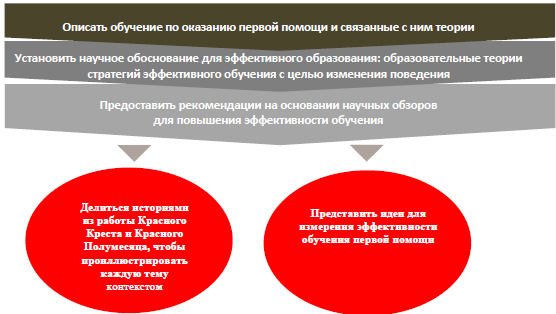 Описать обучение по оказанию первой помощи и связанные с ним теории
Установить научное обоснование для эффективного образования: образовательные теории
стратегий эффективного обучения с целью изменения поведения
Предоставить рекомендации на основании научных обзоров
для повышения эффективности обучения
Делиться историями
из работы Красного
Креста и Красного
Полумесяца, чтобы
проиллюстрировать
каждую тему
контекстом
Представить идеи для
измерения эффективности
обучения первой помощи